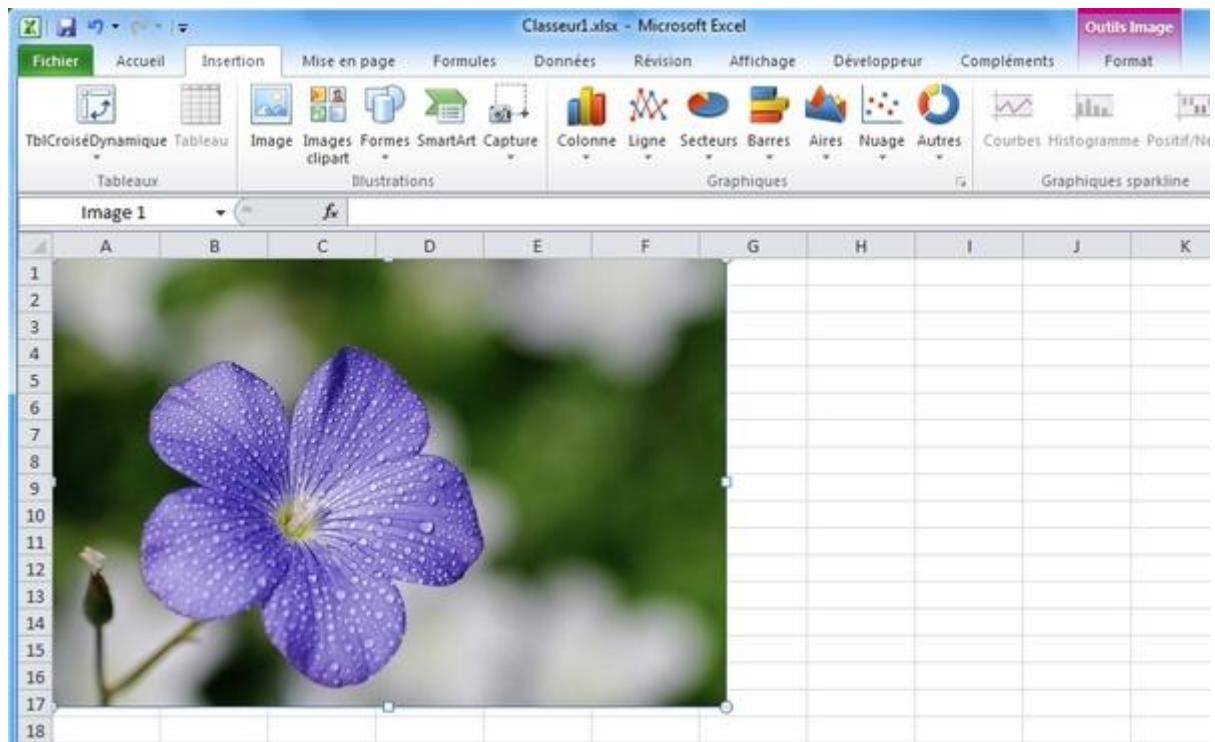 Classeur1.xlsx - Microsoft Excel
Outils Image
Fichier Accueil Insertion Mise en page Formules Données Révision Affichage Développeur Compléments Format
TblCroiséDynamique Tableau Image Images clipart Formes SmartArt Capture Colonne Ligne Secteurs Barres Aires Nuage Autres Courbes Histogramme
Tableaux Illustrations Graphiques Graphiques sparkline
Image 1 fx
A B C D E F G H I J K
1
2
3
4
5
6
7
8
9
10
11
12
13
14
15
16
17
18